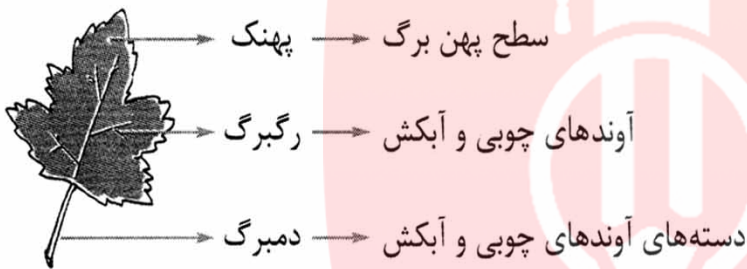 پهنک → سطح پهن برگ
رگبرگ → آوندهای چوبی و آبکش
دمبرگ → دسته‌های آوندهای چوبی و آبکش